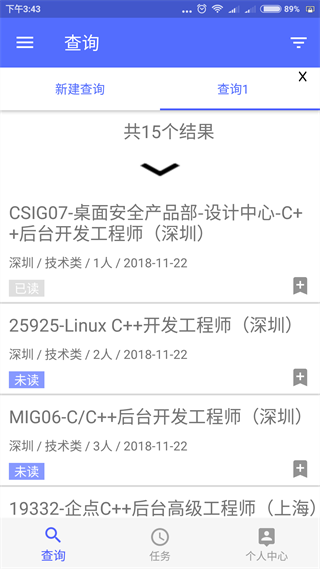 下午3:43
89%
查询
X
新建查询
查询1
共15个结果
CSIG07-桌面安全产品部-设计中心-C+
+后台开发工程师（深圳）
深圳 / 技术类 / 1人 / 2018-11-22
已读
25925-Linux C++开发工程师（深圳）
深圳 / 技术类 / 2人 / 2018-11-22
未读
MIG06-C/C++后台开发工程师（深圳）
深圳 / 技术类 / 3人 / 2018-11-22
未读
19332-企点C++后台高级工程师（上海）
查询
任务
个人中心